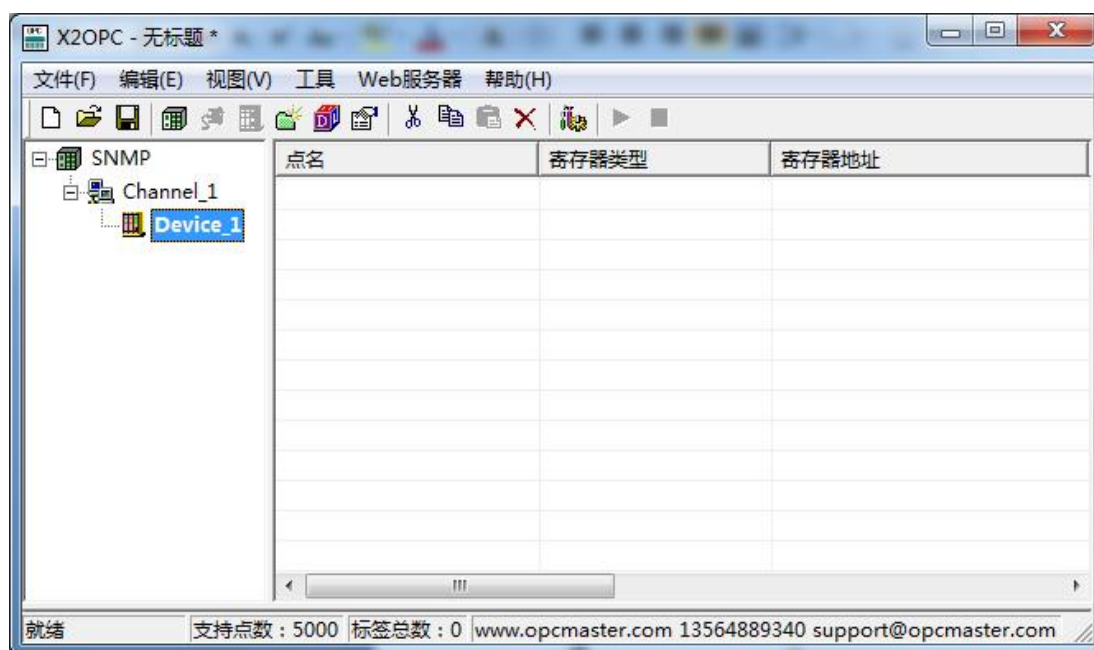 X2OPC - 无标题 *
文件(F) 编辑(E) 视图(V) 工具 Web服务器 帮助(H)
SNMP
Channel_1
Device_1
点名 寄存器类型 寄存器地址
就绪 支持点数：5000 标签总数：0 www.opcmaster.com 13564889340 support@opcmaster.com